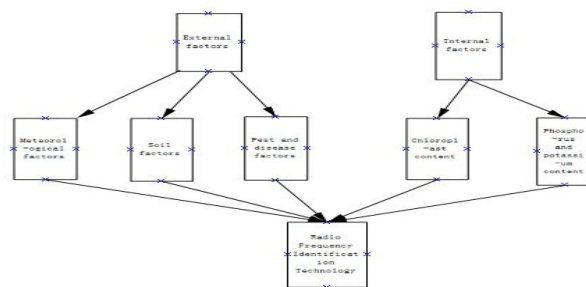 External
factors
Internal
factors
Meteorol
-ogical
factors
Soil
factors
Pest and
disease
factors
Chloropl
-ast
content
Phospho
-rus
and
potassi
-um
content
Radio
Frequency
Identificat
ion
Technology